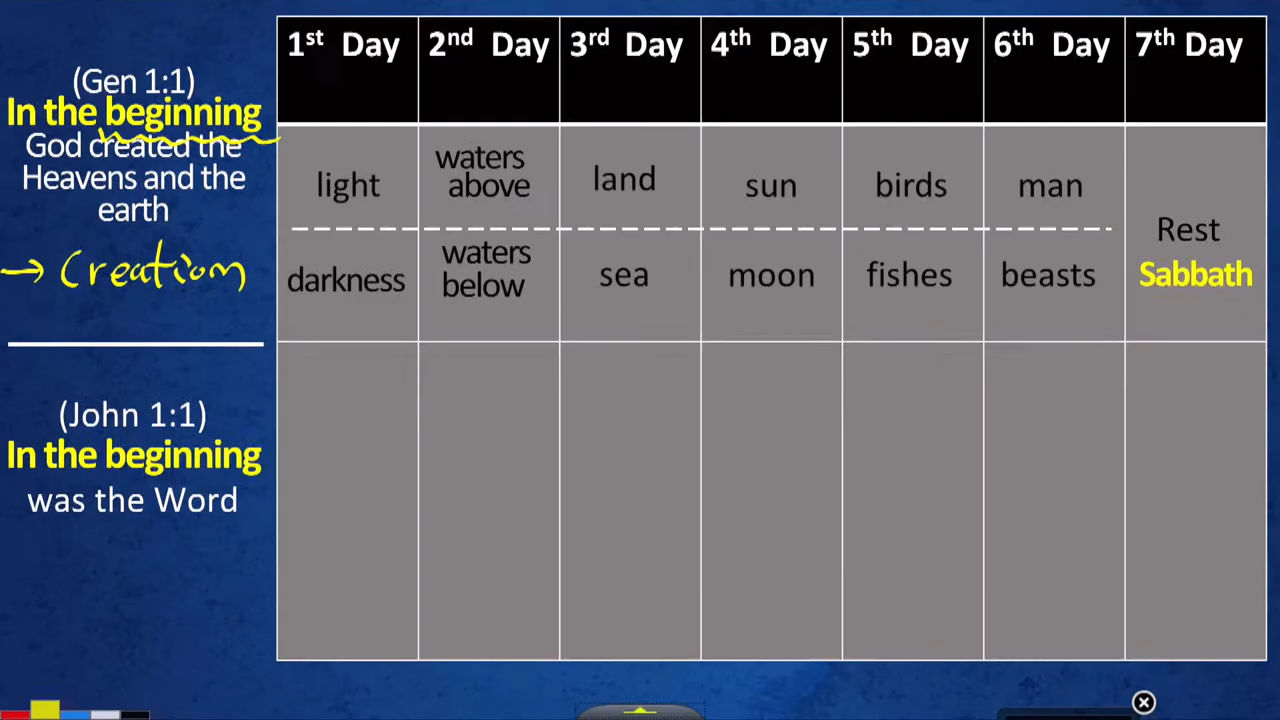 1st Day 2nd Day 3rd Day 4th Day 5th Day 6th Day 7th Day
(Gen 1:1)
In the beginning
God created the
Heavens and the
earth
→ Creation
light
darkness
waters
above
waters
below
land
sea
sun
moon
birds
fishes
man
beasts
Rest
Sabbath
(John 1:1)
In the beginning
was the Word